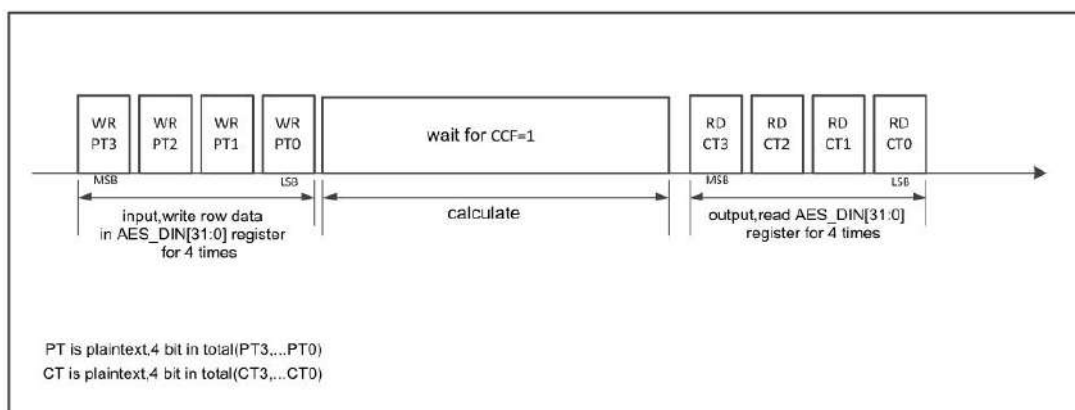 WR PT3
WR PT2
WR PT1
WR PT0
wait for CCF=1
RD CT3
RD CT2
RD CT1
RD CT0
MSB
LSB
MSB
LSB
input,write row data
in AES_DIN[31:0] register
for 4 times
calculate
output,read AES_DIN[31:0]
register for 4 times
PT is plaintext,4 bit in total(PT3,...PT0)
CT is plaintext,4 bit in total(CT3,...CT0)